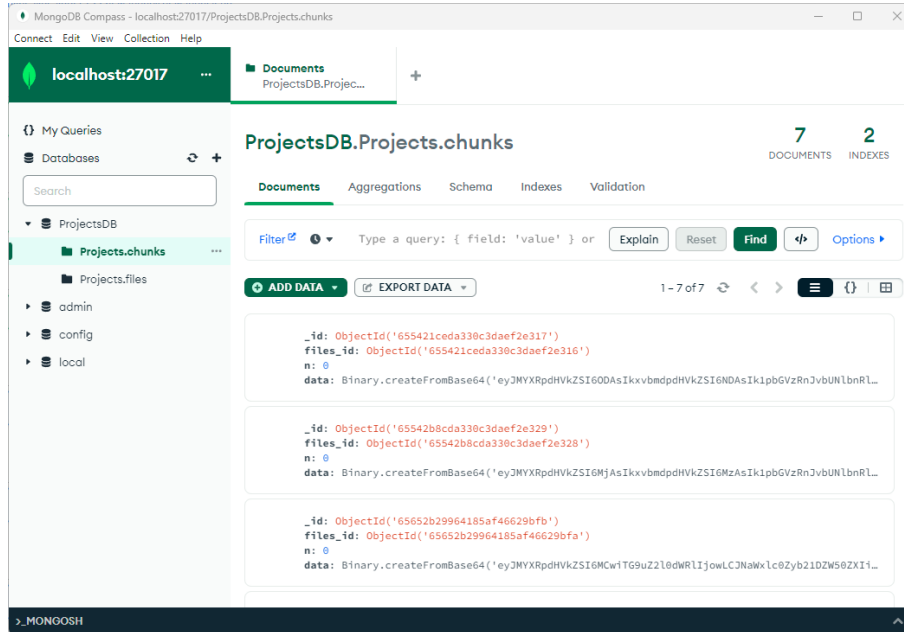 MongoDB Compass - localhost:27017/ProjectsDB.Projects.chunks
Connect Edit View Collection Help
localhost:27017 ...
Documents
ProjectsDB.Projec...
+
{} My Queries
Databases
Search
ProjectsDB
Projects.chunks ...
Projects.files
admin
config
local
ProjectsDB.Projects.chunks
7
DOCUMENTS
2
INDEXES
Documents Aggregations Schema Indexes Validation
Filter Type a query: { field: 'value' } or Explain Reset Find </> Options
ADD DATA EXPORT DATA 1 – 7 of 7 {}
_id: ObjectId('655421ceda330c3daef2e317')
files_id: ObjectId('655421ceda330c3daef2e316')
n: 0
data: Binary.createFromBase64('eyJMYXRpdHVkZSI6ODAsIkxvbmdpdHVkZSI6NDAsIk1pbGVzRnJvbUNlbnRl…
_id: ObjectId('65542b8cda330c3daef2e329')
files_id: ObjectId('65542b8cda330c3daef2e328')
n: 0
data: Binary.createFromBase64('eyJMYXRpdHVkZSI6MjAsIkxvbmdpdHVkZSI6MzAsIk1pbGVzRnJvbUNlbnRl…
_id: ObjectId('65652b29964185af46629bfb')
files_id: ObjectId('65652b29964185af46629bfa')
n: 0
data: Binary.createFromBase64('eyJMYXRpdHVkZSI6MCwiTG9uZ2l0dWRlIjowLCJNaWxlc0Zyb21DZW50ZXIi…
>_MONGOSH